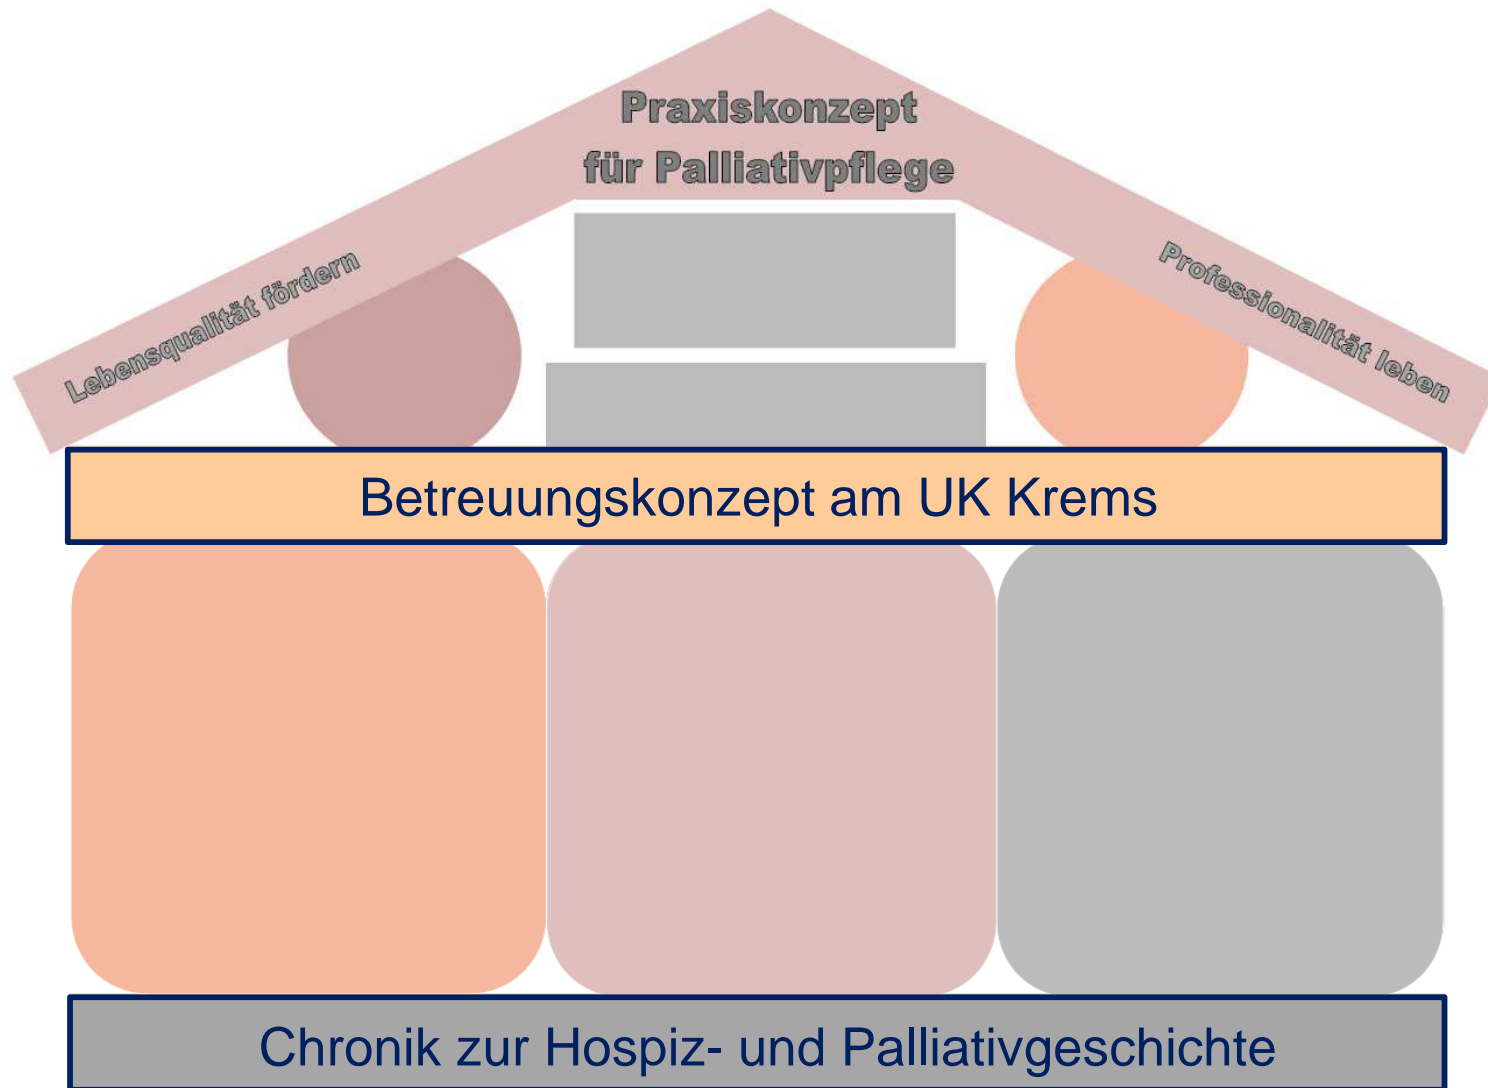 Praxiskonzept
für Palliativpflege
Lebensqualität fördern
Professionalität leben
Betreuungskonzept am UK Krems
Chronik zur Hospiz- und Palliativgeschichte